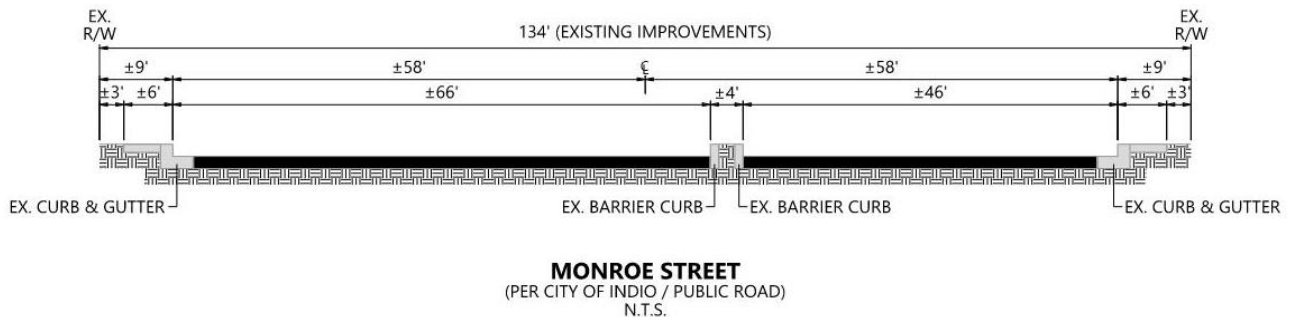 EX.
R/W
EX.
R/W
134' (EXISTING IMPROVEMENTS)
±9' ±58' ℄ ±58' ±9'
±3' ±6' ±66' ±4' ±46' ±6' ±3'
EX. CURB & GUTTER EX. BARRIER CURB EX. BARRIER CURB EX. CURB & GUTTER
MONROE STREET
(PER CITY OF INDIO / PUBLIC ROAD)
N.T.S.